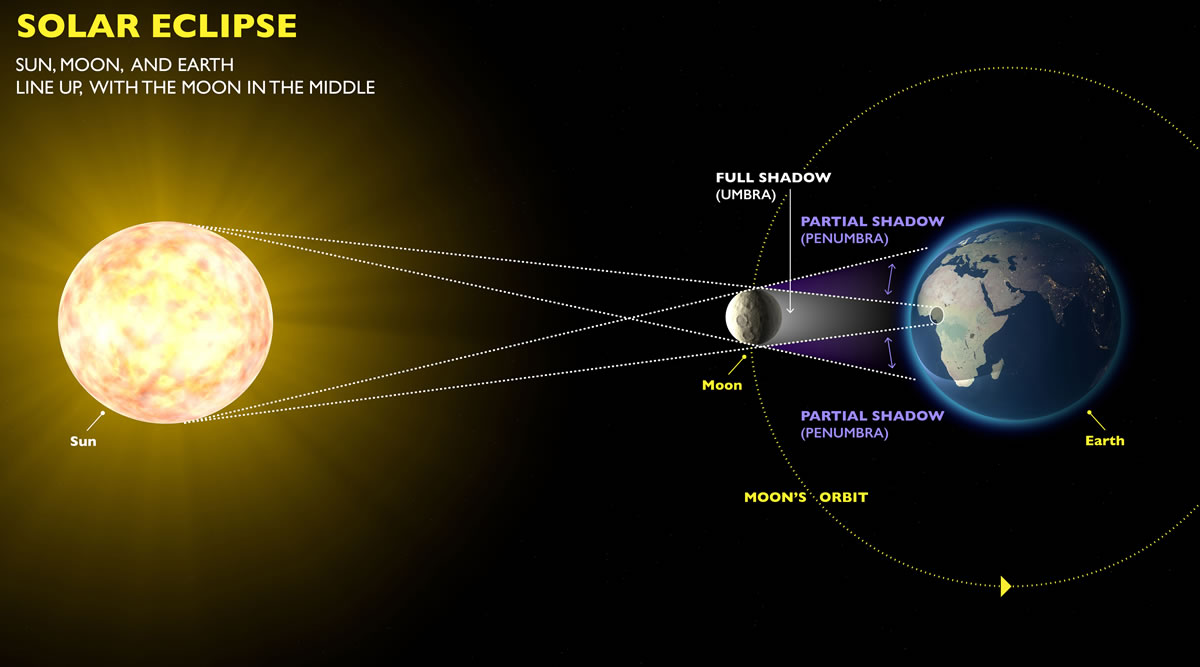 SOLAR ECLIPSE
SUN, MOON, AND EARTH
LINE UP, WITH THE MOON IN THE MIDDLE
FULL SHADOW
(UMBRA)
PARTIAL SHADOW
(PENUMBRA)
Moon
PARTIAL SHADOW
(PENUMBRA)
Sun
Earth
MOON'S ORBIT